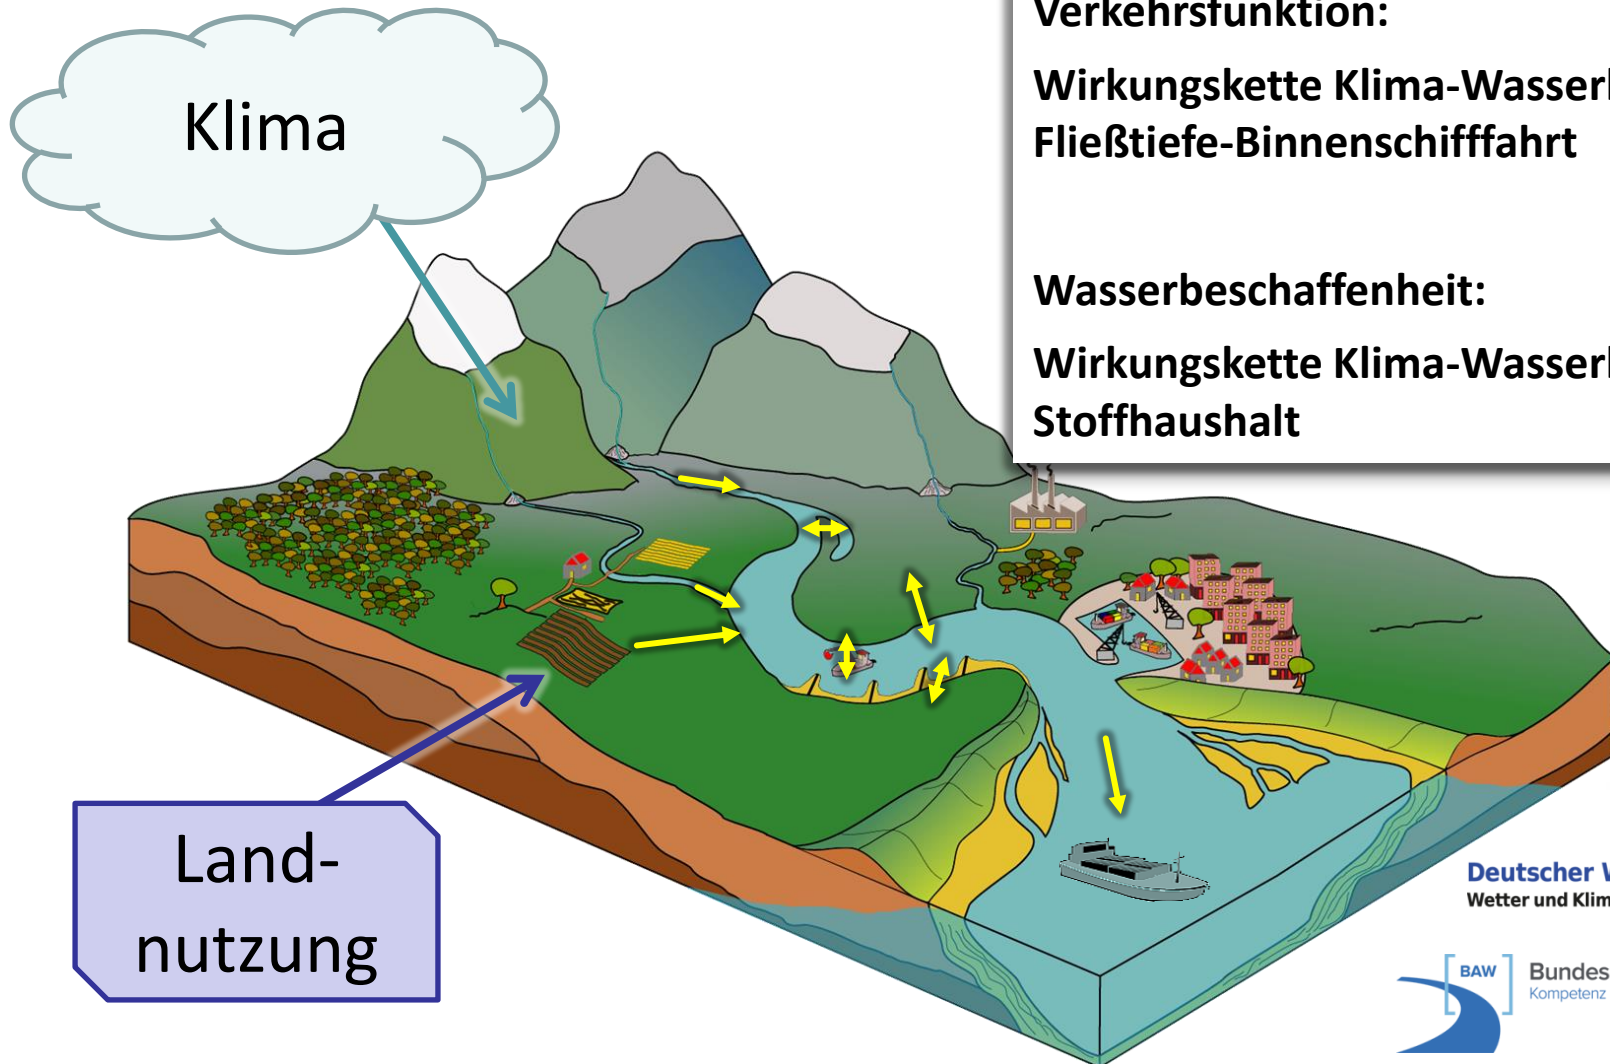 Klima
Verkehrsfunktion:
Wirkungskette Klima-Wasser
Fließtiefe-Binnenschifffahrt
Wasserbeschaffenheit:
Wirkungskette Klima-Wasser
Stoffhaushalt
Land-
nutzung
Deutscher
Wetter und Klim
BAW
Bundes
Kompetenz